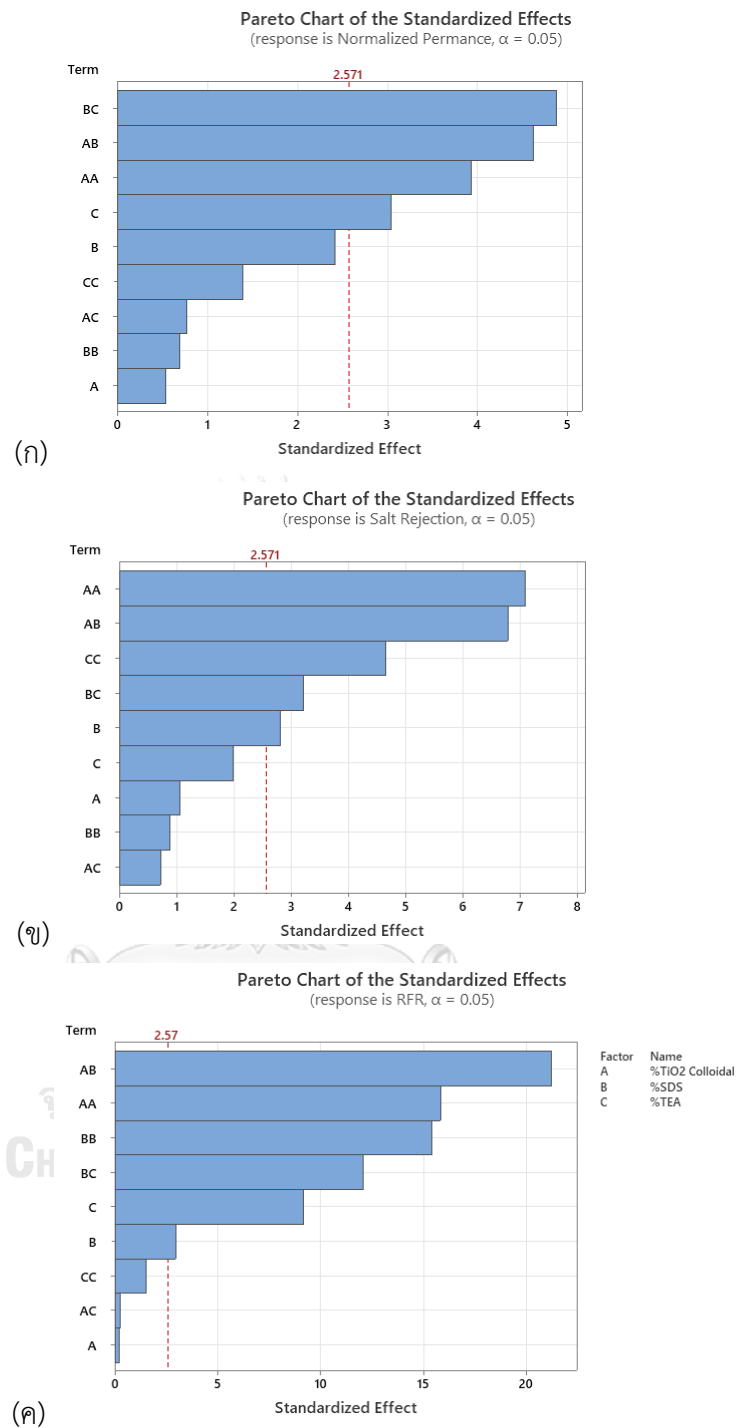 Pareto Chart of the Standardized Effects
(response is Normalized Permance, α = 0.05)
Term
2.571
BC
AB
AA
C
B
CC
AC
BB
A
0 1 2 3 4 5
Standardized Effect
(ก)
Pareto Chart of the Standardized Effects
(response is Salt Rejection, α = 0.05)
Term
2.571
AA
AB
CC
BC
B
C
A
BB
AC
0 1 2 3 4 5 6 7 8
Standardized Effect
(ข)
Pareto Chart of the Standardized Effects
(response is RFR, α = 0.05)
Term
2.57
AB
AA
BB
BC
C
B
CC
AC
A
0 5 10 15 20
Standardized Effect
Factor Name
A %TiO2 Colloidal
B %SDS
C %TEA
(ค)